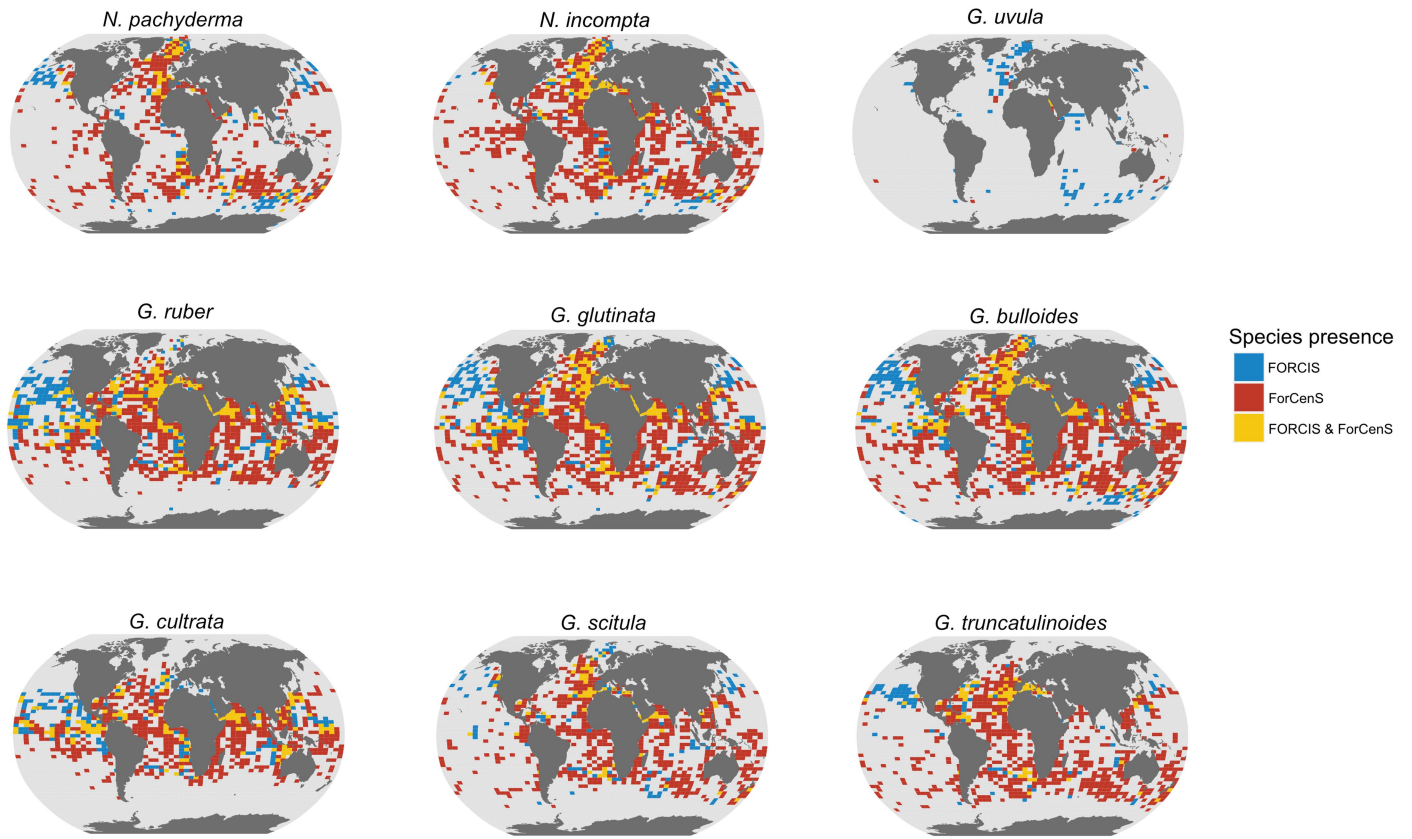 N. pachyderma
N. incompta
G. uvula
G. ruber
G. glutinata
G. bulloides
Species presence
FORCIS
ForCenS
FORCIS & ForCenS
G. cultrata
G. scitula
G. truncatulinoides